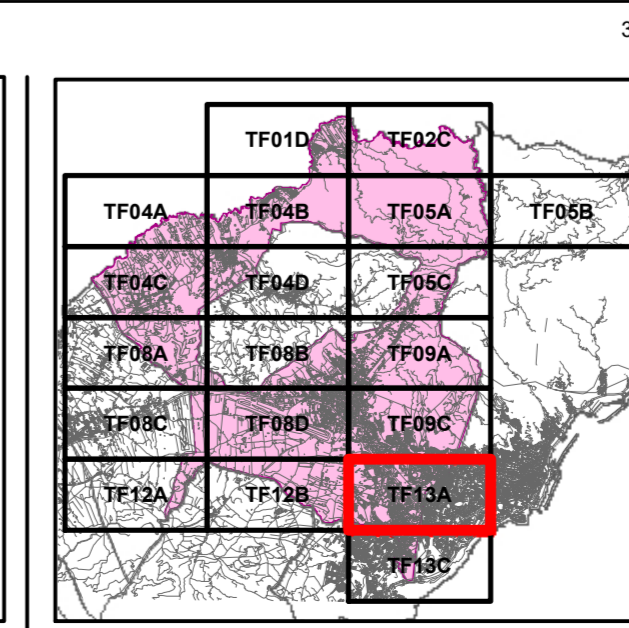 3
TF01D TF02C
TF04A TF04B TF05A TF05B
TF04C TF04D TF05C
TF08A TF08B TF09A
TF08C TF08D TF09C
TF12A TF12B TF13A
TF13C